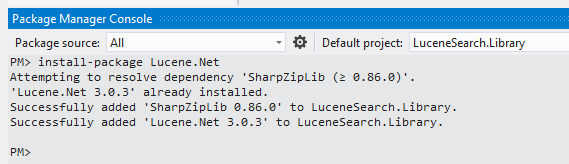 Package Manager Console
Package source: All Default project: LuceneSearch.Library
PM> install-package Lucene.Net
Attempting to resolve dependency 'SharpZipLib (≥ 0.86.0)'.
'Lucene.Net 3.0.3' already installed.
Successfully added 'SharpZipLib 0.86.0' to LuceneSearch.Library.
Successfully added 'Lucene.Net 3.0.3' to LuceneSearch.Library.
PM>